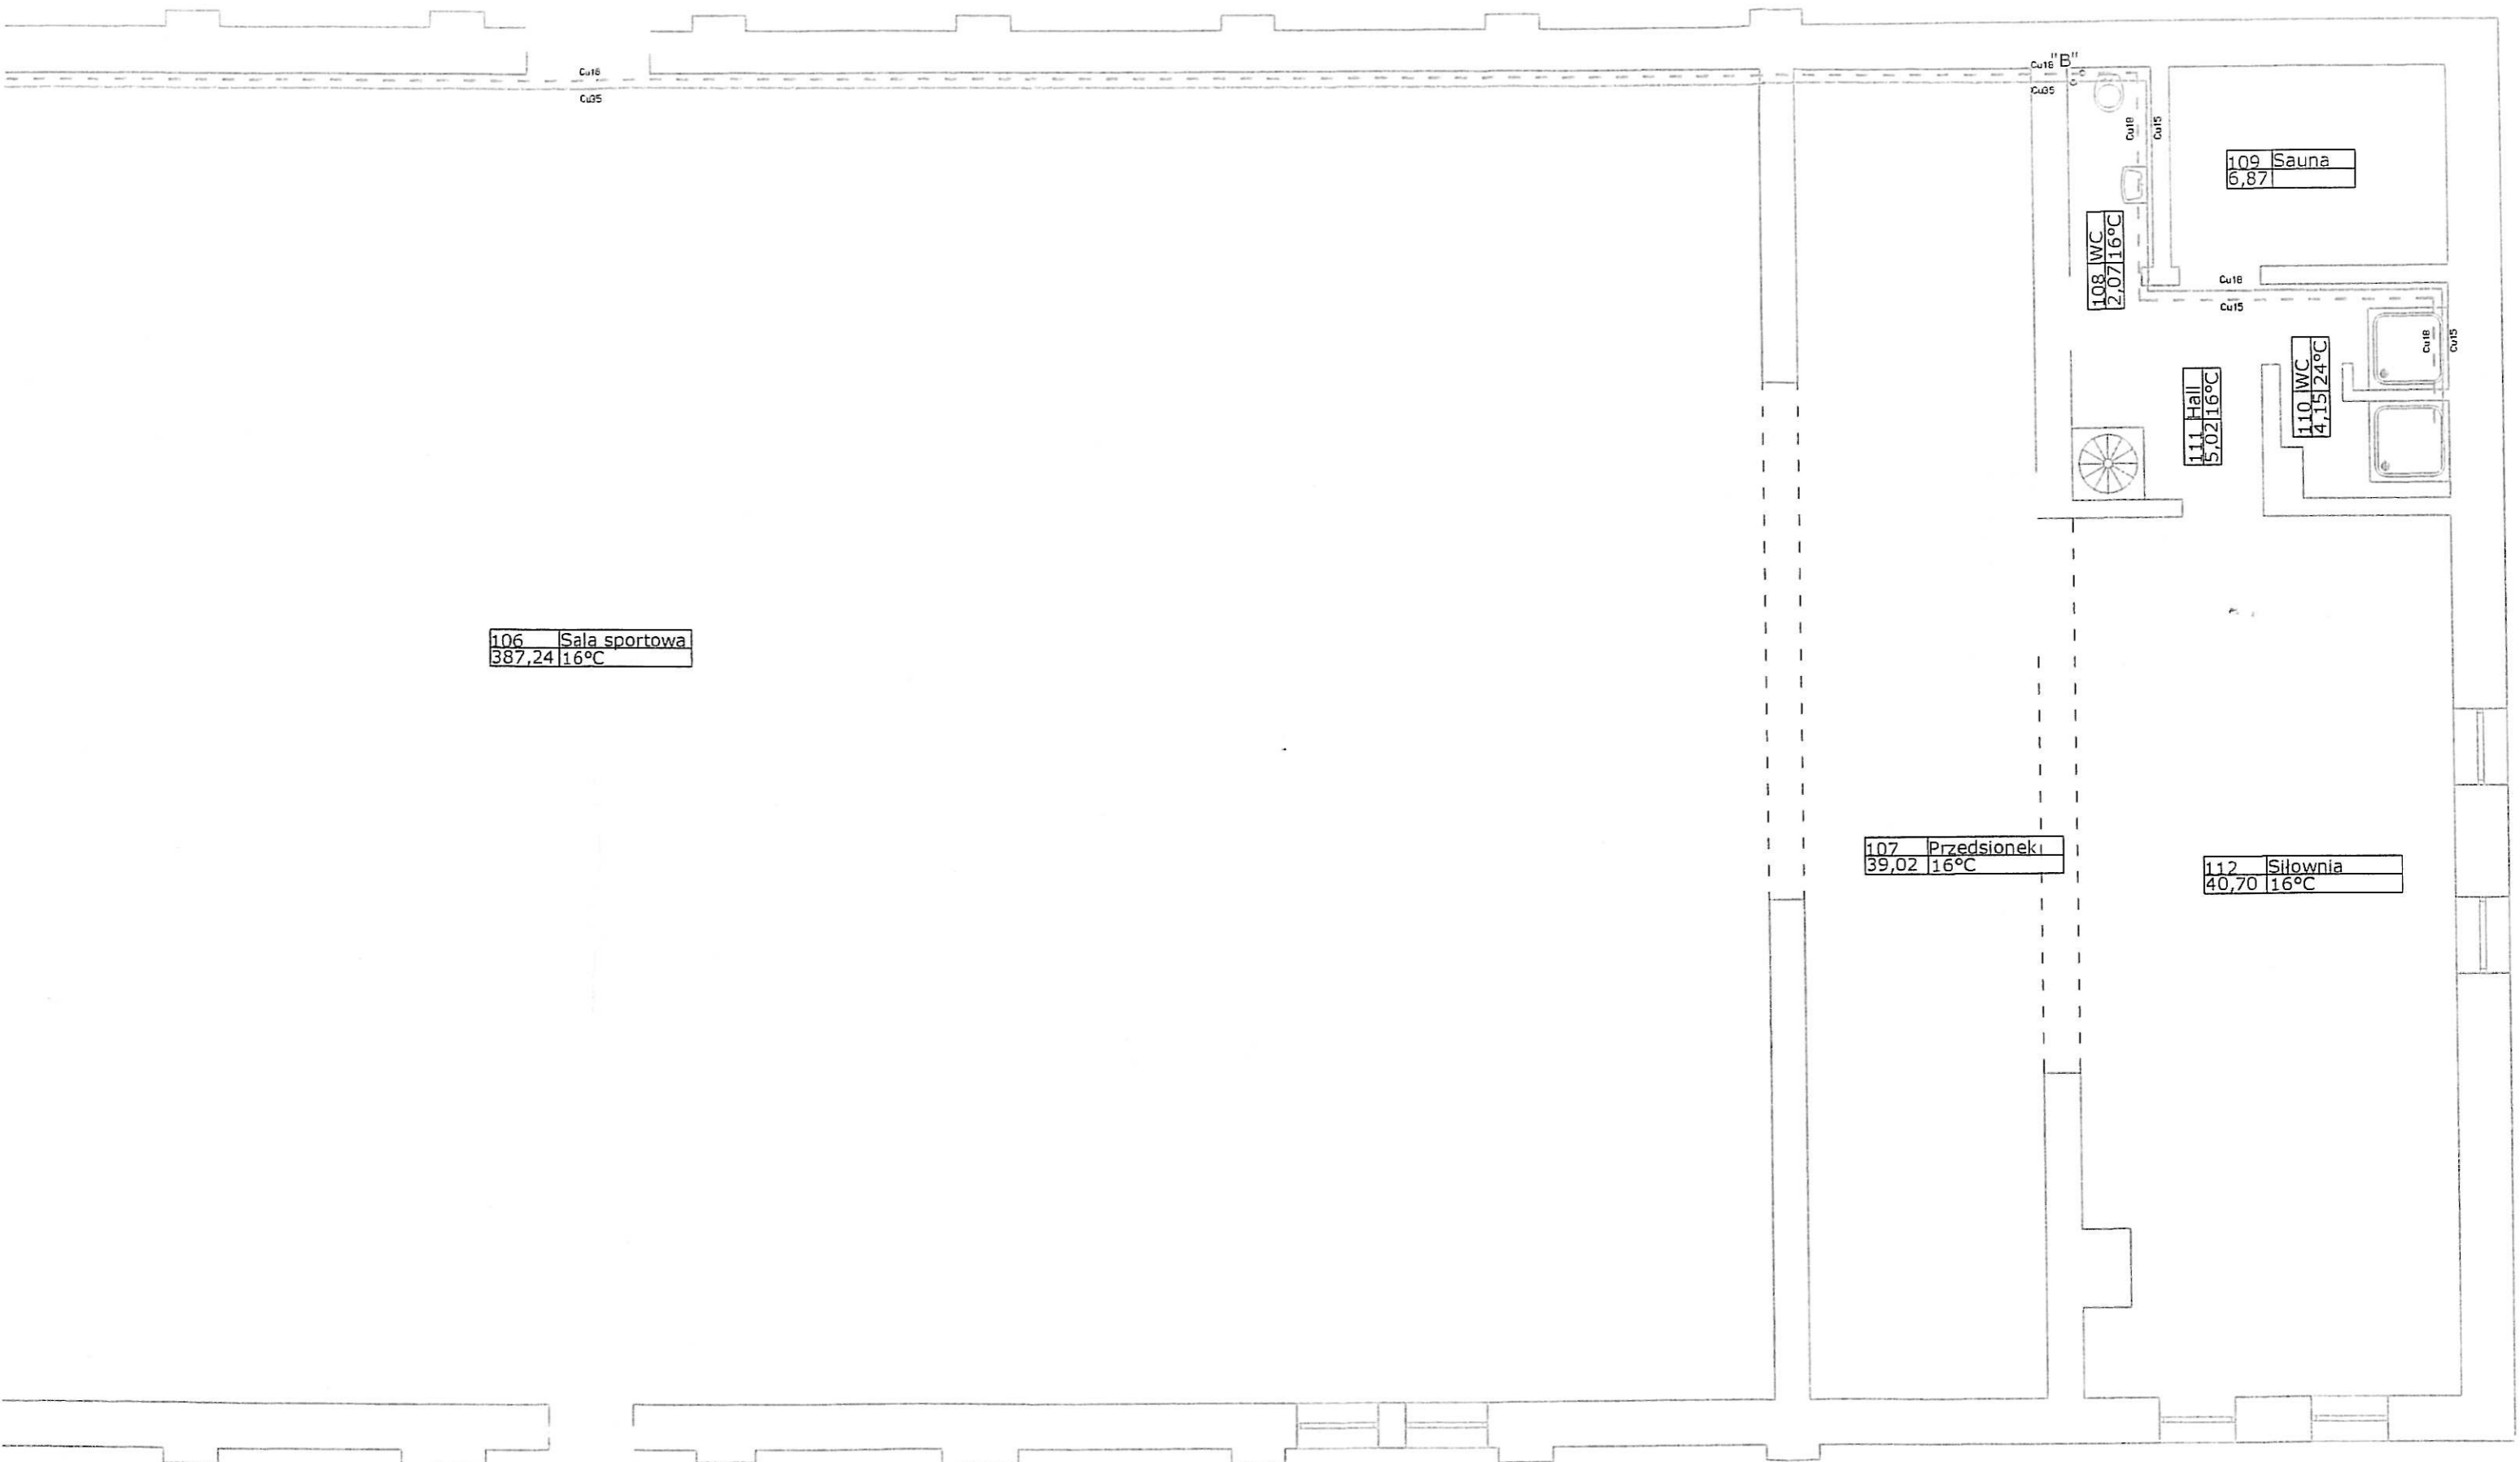 Cu18
Cu35
Cu18 "B"
Cu35
Cu18
Cu15
109 Sauna
6,87
108 WC
2,07 16°C
Cu18
Cu15
Cu18
Cu15
110 WC
4,15 24°C
111 Hall
5,02 16°C
106 Sala sportowa
387,24 16°C
107 Przedsionek
39,02 16°C
112 Siłownia
40,70 16°C